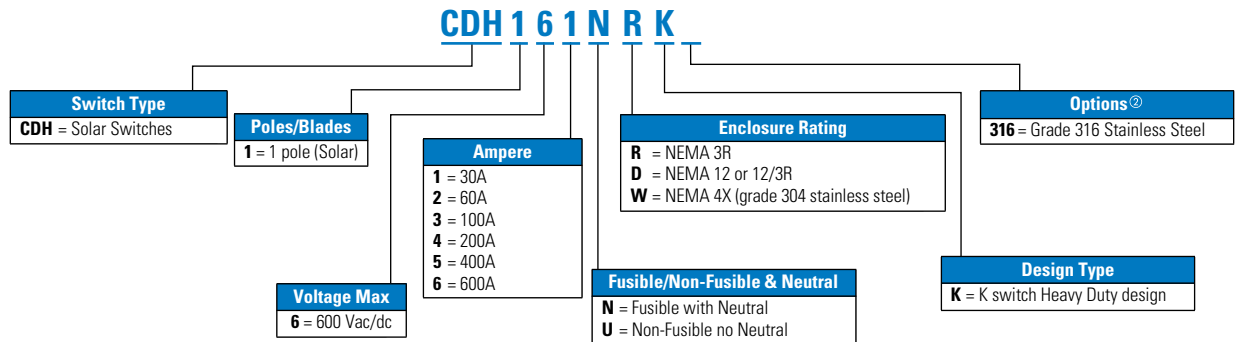 CDH 1 6 1 N R K _
Switch Type
CDH = Solar Switches
Poles/Blades
1 = 1 pole (Solar)
Voltage Max
6 = 600 Vac/dc
Ampere
1 = 30A
2 = 60A
3 = 100A
4 = 200A
5 = 400A
6 = 600A
Fusible/Non-Fusible & Neutral
N = Fusible with Neutral
U = Non-Fusible no Neutral
Enclosure Rating
R = NEMA 3R
D = NEMA 12 or 12/3R
W = NEMA 4X (grade 304 stainless steel)
Design Type
K = K switch Heavy Duty design
Options②
316 = Grade 316 Stainless Steel